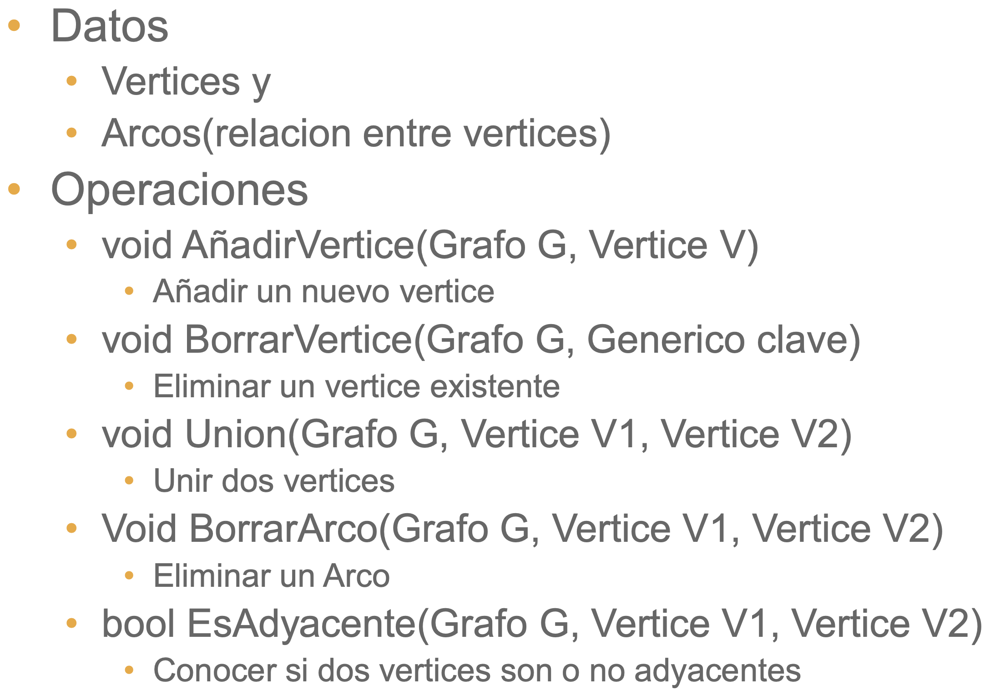 • Datos
• Vertices y
• Arcos(relacion entre vertices)
• Operaciones
• void AñadirVertice(Grafo G, Vertice V)
• Añadir un nuevo vertice
• void BorrarVertice(Grafo G, Generico clave)
• Eliminar un vertice existente
• void Union(Grafo G, Vertice V1, Vertice V2)
• Unir dos vertices
• Void BorrarArco(Grafo G, Vertice V1, Vertice V2)
• Eliminar un Arco
• bool EsAdyacente(Grafo G, Vertice V1, Vertice V2)
• Conocer si dos vertices son o no adyacentes